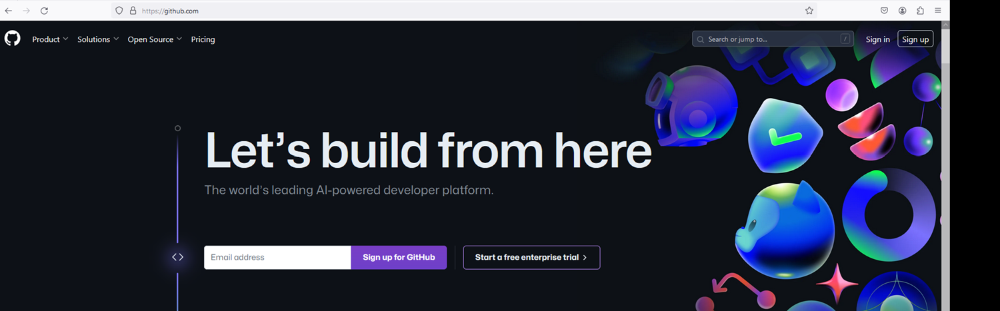 https://github.com
Product Solutions Open Source Pricing Search or jump to... / Sign in Sign up
Let’s build from here
The world’s leading AI-powered developer platform.
Email address Sign up for GitHub Start a free enterprise trial